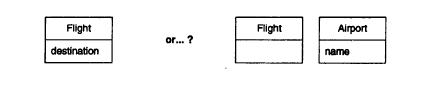 Flight
destination
or... ?
Flight
Airport
name